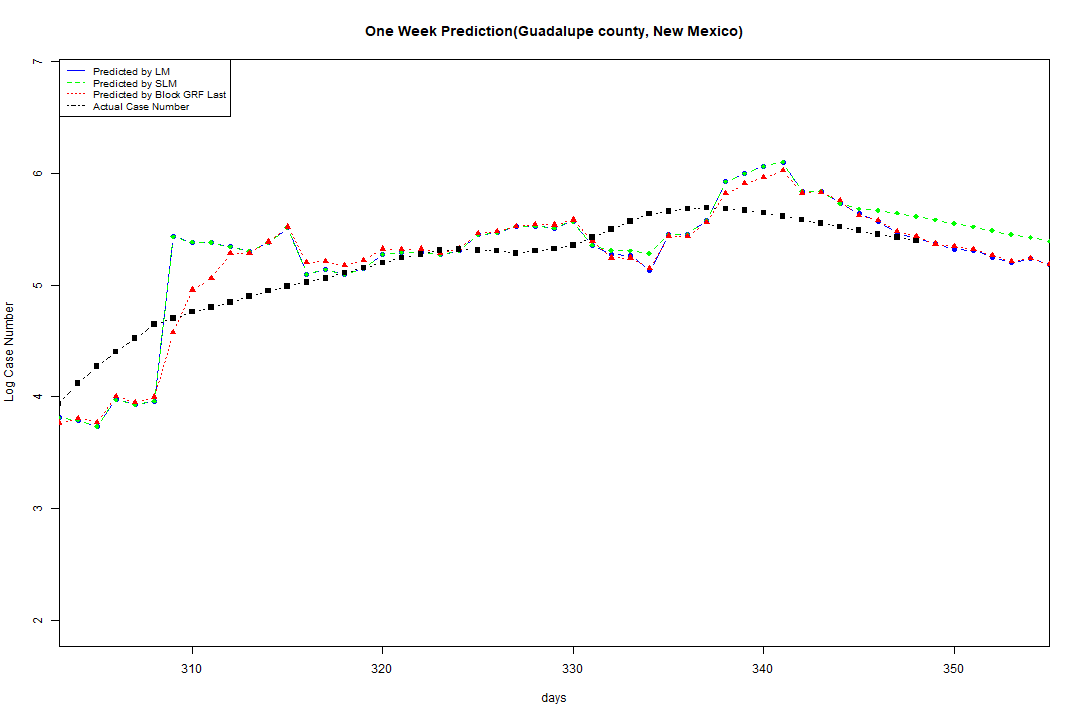 One Week Prediction(Guadalupe county, New Mexico)
Predicted by LM
Predicted by SLM
Predicted by Block GRF Last
Actual Case Number
7
6
5
4
3
2
Log Case Number
310 320 330 340 350
days